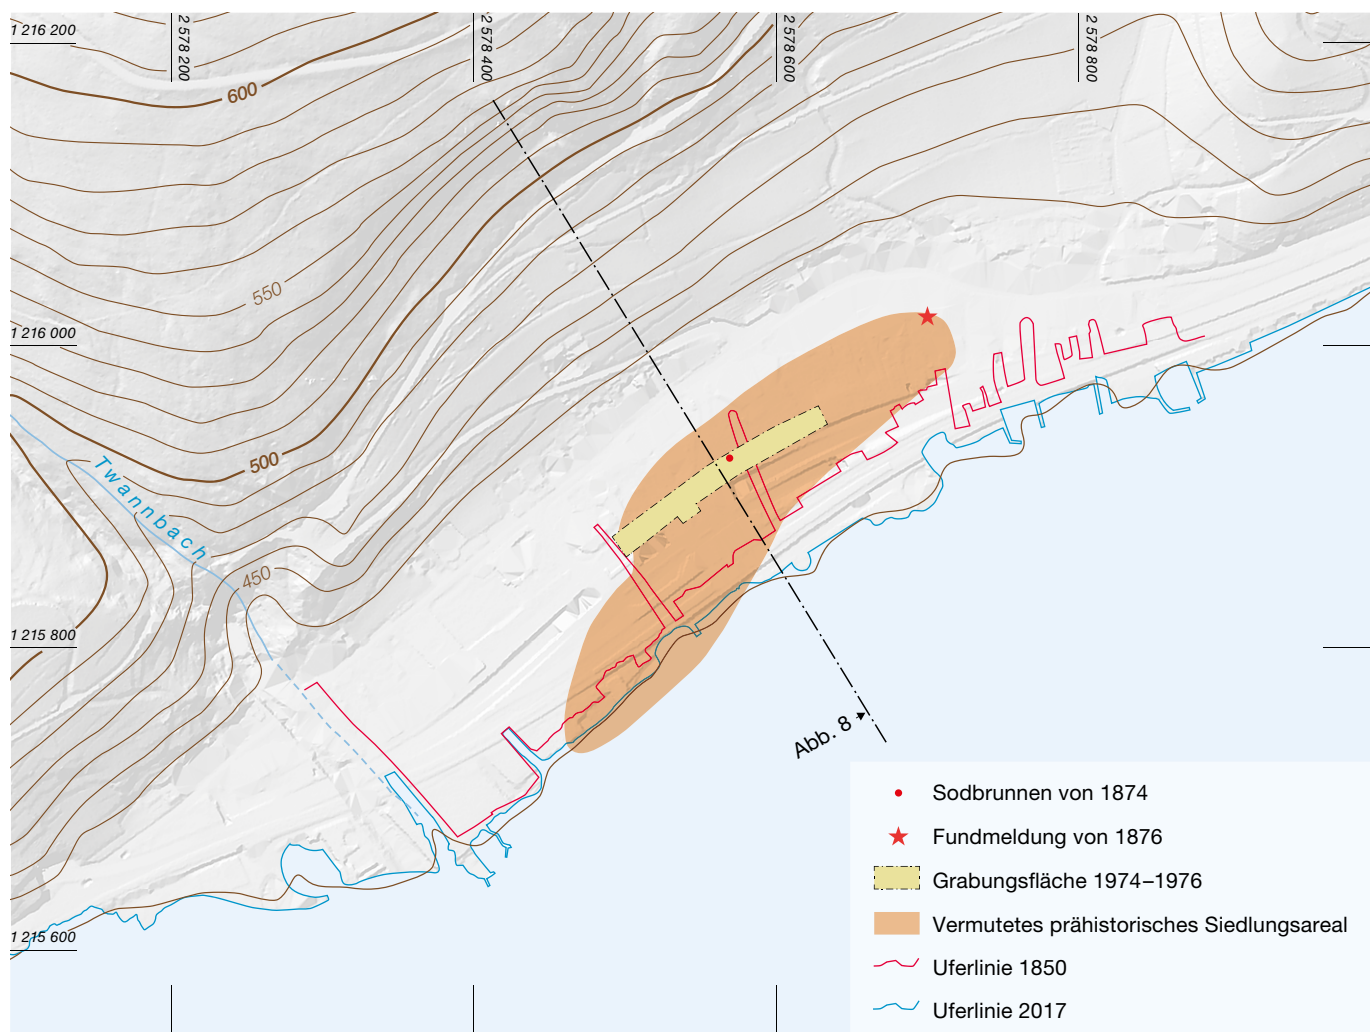 1 216 200
2 578 200
2 578 400
2 578 600
2 578 800
600
550
1 216 000
500
Twannbach
450
1 215 800
Abb. 8
1 215 600
Sodbrunnen von 1874
Fundmeldung von 1876
Grabungsfläche 1974–1976
Vermutetes prähistorisches Siedlungsareal
Uferlinie 1850
Uferlinie 2017